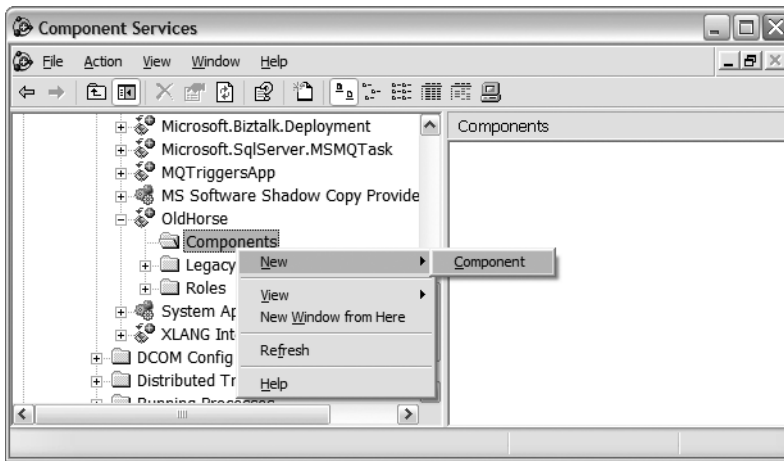 Component Services
File Action View Window Help
Components
Microsoft.Biztalk.Deployment
Microsoft.SqlServer.MSMQTask
MQTriggersApp
MS Software Shadow Copy Provide
OldHorse
Components
Legacy
New
Component
Roles
View
System Ap
New Window from Here
XLANG Int
Refresh
DCOM Config
Distributed Tr
Help
Running Processes